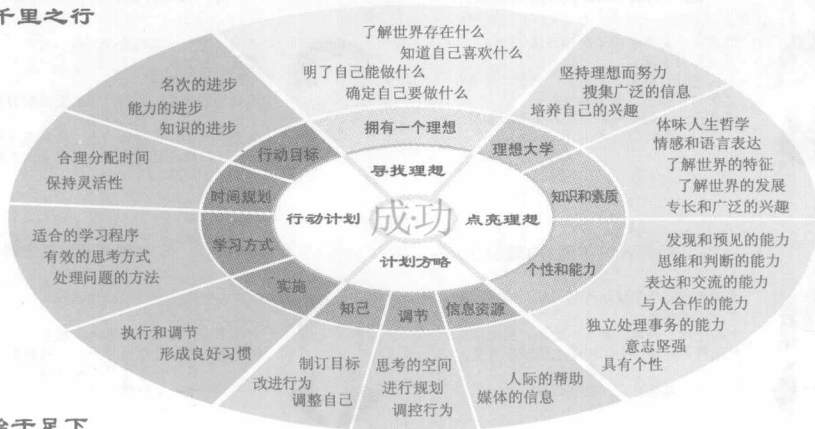 千里之行
了解世界存在什么
知道自己喜欢什么
明了自己能做什么
确定自己要做什么
拥有一个理想
寻找理想
坚持理想而努力
搜集广泛的信息
培养自己的兴趣
理想大学
体味人生哲学
情感和语言表达
了解世界的特征
了解世界的发展
专长和广泛的兴趣
知识和素质
点亮理想
发现和预见的能力
思维和判断的能力
表达和交流的能力
与人合作的能力
独立处理事务的能力
意志坚强
具有个性
个性和能力
人际的帮助
媒体的信息
信息资源
思考的空间
进行规划
调控行为
调节
制订目标
改进行为
调整自己
知己
计划方略
执行和调节
形成良好习惯
实施
适合的学习程序
有效的思考方式
处理问题的方法
学习方式
合理分配时间
保持灵活性
时间规划
名次的进步
能力的进步
知识的进步
行动目标
行动计划
成·功
于足下